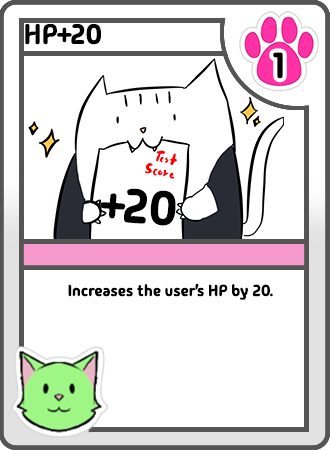 HP+20
1
Test
Score
+20
Increases the user's HP by 20.